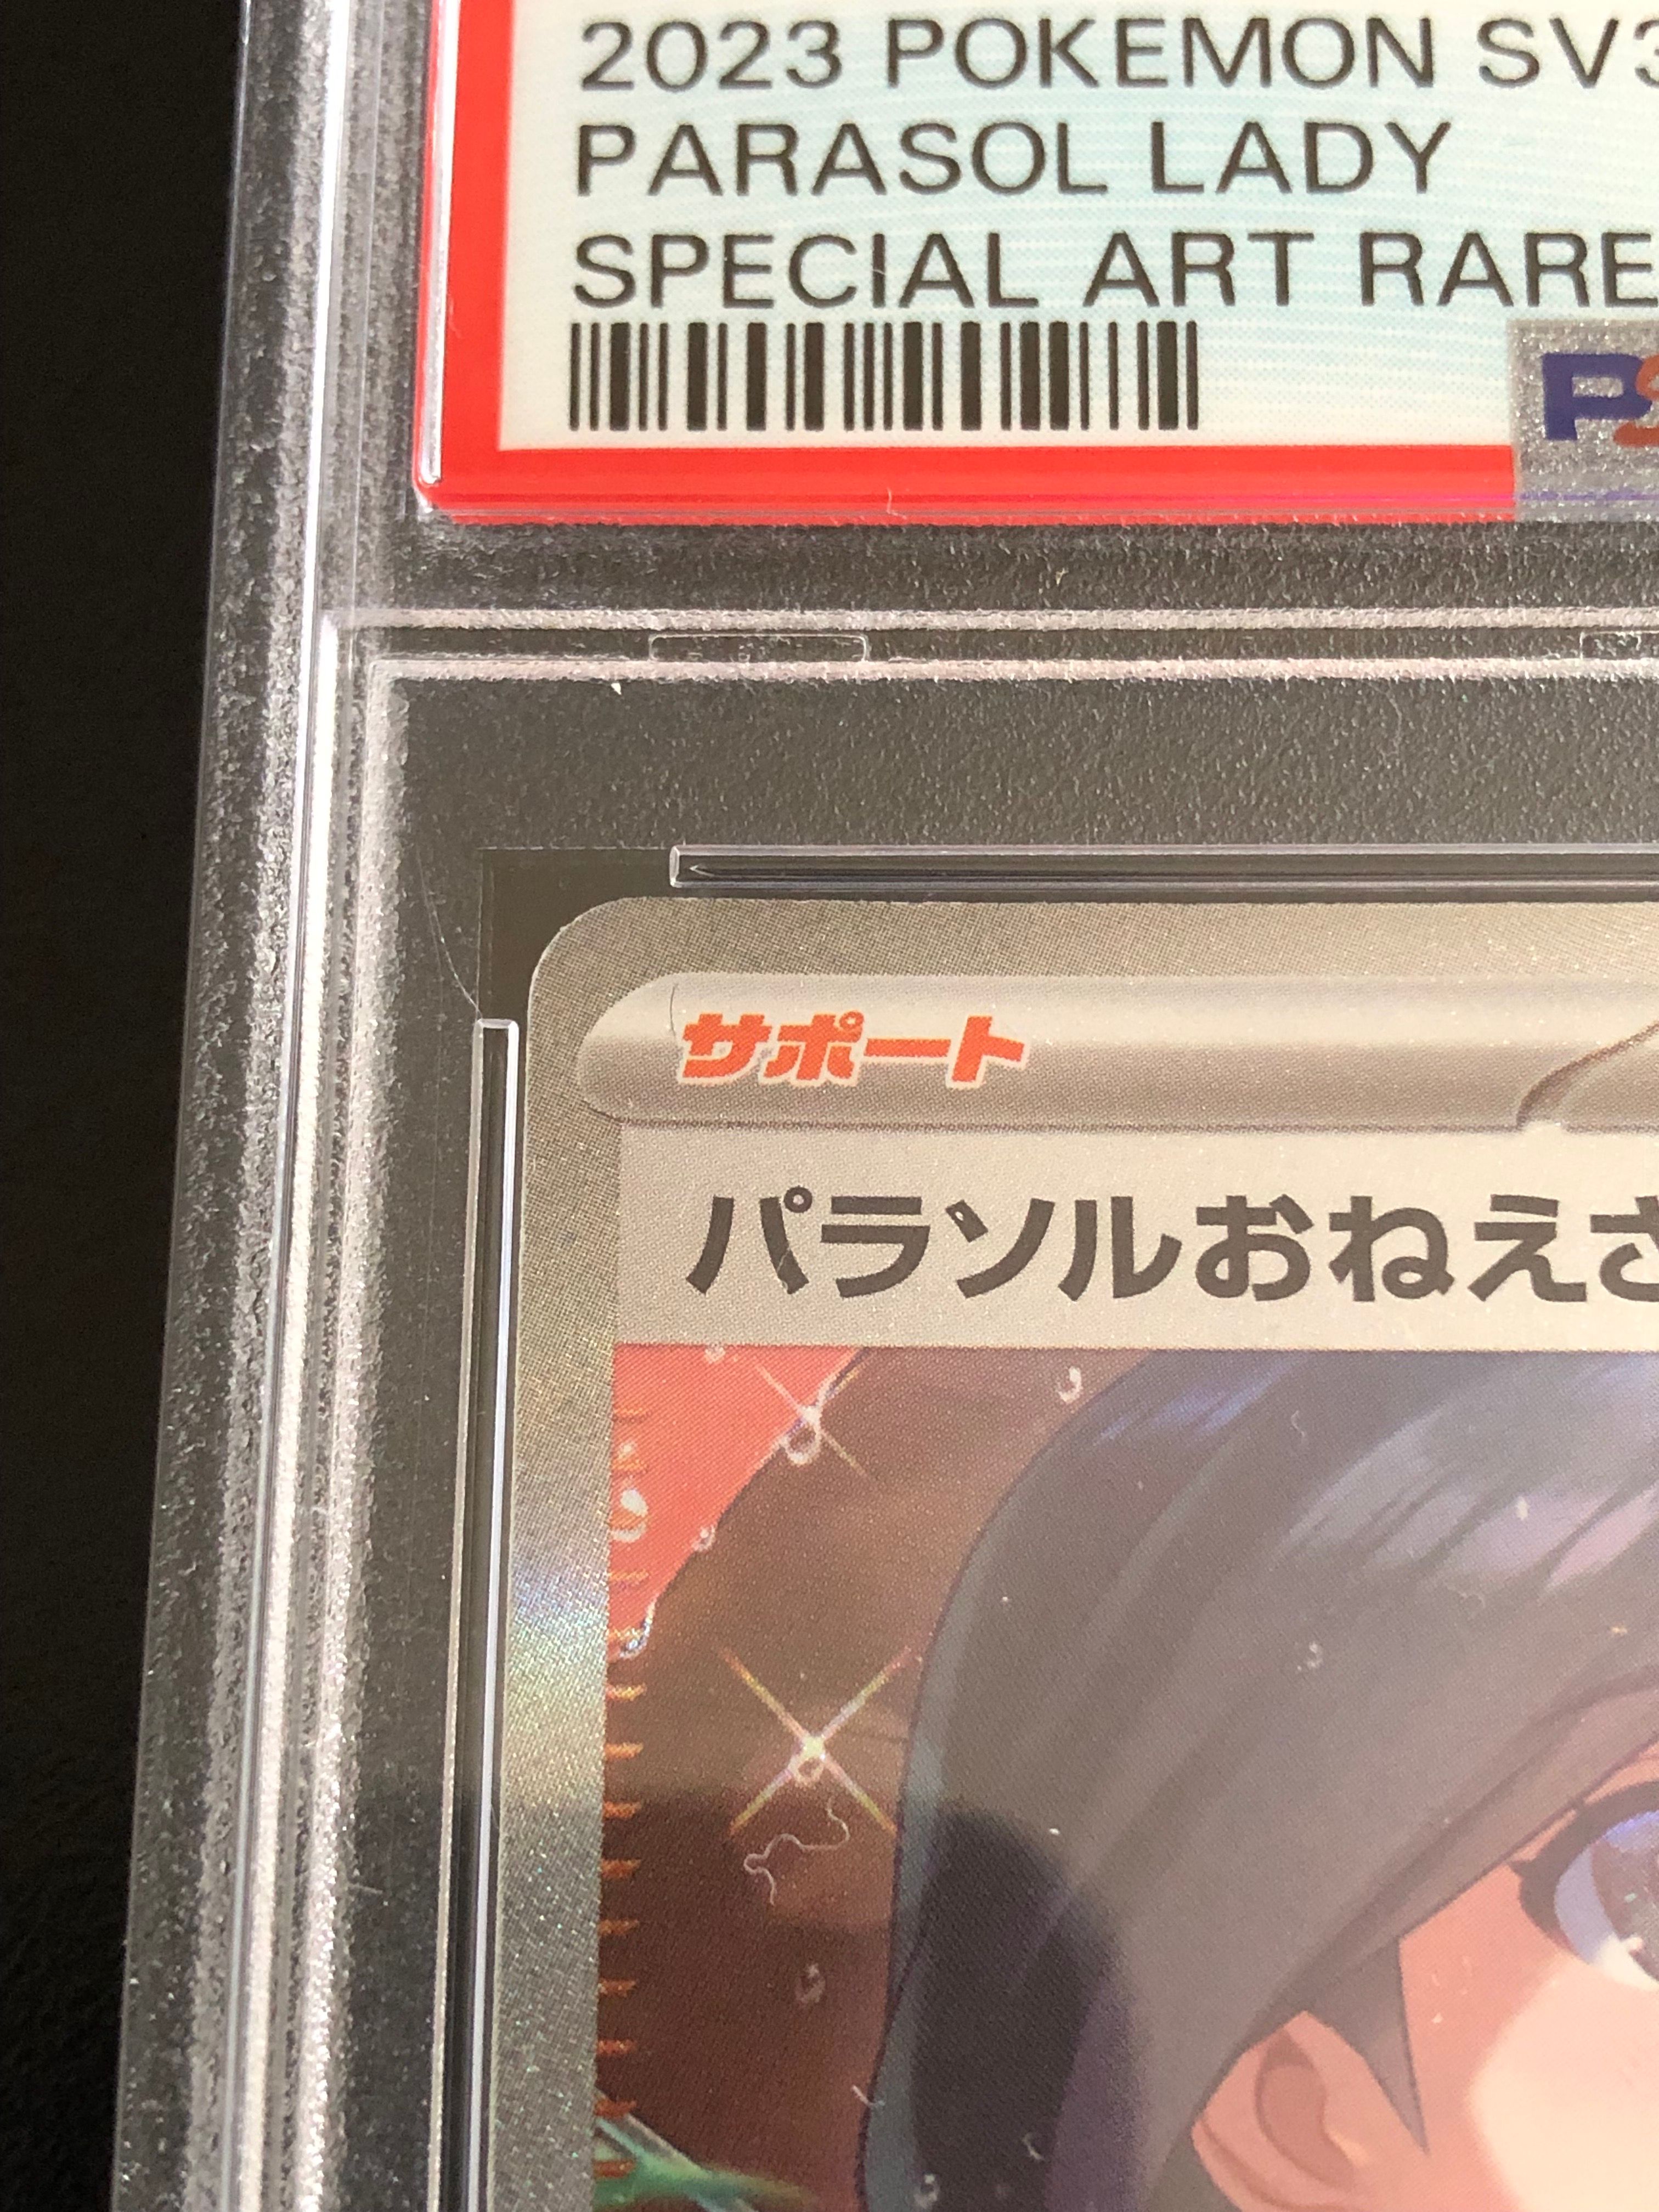 2023 POKEMON SV3
PARASOL LADY
SPECIAL ART RARE
PS
サポート
パラソルおねえさ